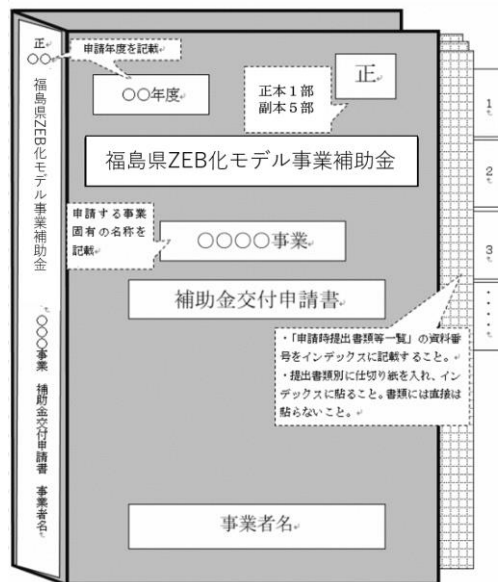 正
○○
福島県ZEB化モデル事業補助金
○○○事業 補助金交付申請書 事業者名
申請年度を記載
○○年度
正本1部
副本5部
正
福島県ZEB化モデル事業補助金
申請する事業
固有の名称を
記載
○○○○事業
補助金交付申請書
・「申請時提出書類等一覧」の資料番
号をインデックスに記載すること。
・提出書類別に仕切り紙を入れ、イン
デックスに貼ること。書類には直接は
貼らないこと。
事業者名
1
2
3
・・・・・